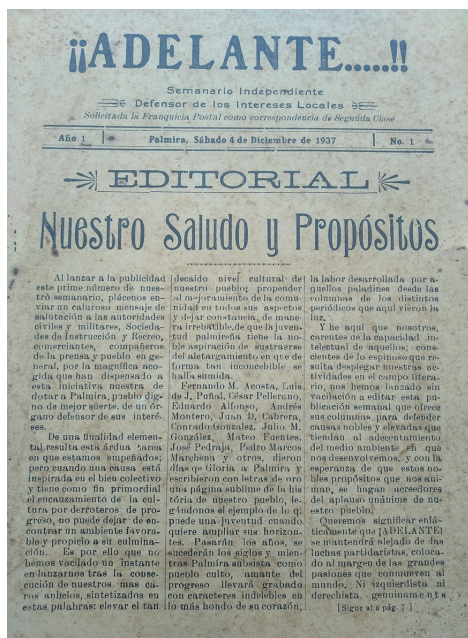 ¡¡ADELANTE.....!!
Semanario Independiente
Defensor de los Intereses Locales
Solicitada la Franquicia Postal como correspondencia de Segunda Clase
Año 1
Palmira, Sábado 4 de Diciembre de 1937
No. 1
EDITORIAL
Nuestro Saludo y Propósitos
Al lanzar a la publicidad
este primer número de nues-
tro semanario, plácenos en-
viar un caluroso mensaje de
salutación a las autoridades
civiles y militares, Socieda-
des de Instrucción y Recreo,
comerciantes, compañeros
de la prensa y pueblo en ge-
neral, por la magnífica aco-
gida que han dispensado a
esta iniciativa nuestra de
dotar a Palmira, pueblo dig-
no de mejor suerte, de un ór-
gano defensor de sus interé-
ses.
De una finalidad elemen-
tal resulta esta árdua tarea
en que estamos empeñados;
pero cuando una causa está
inspirada en el bien colectivo
y tiene como fin primordial
el encauzamiento de la cul-
tura por derroteros de pro-
greso, no puede dejar de en-
contrar un ambiente favora-
ble y propicio a su culmina-
ción. Es por ello que no
hemos vacilado un instante
en lanzarnos tras la conse-
cución de nuestros mas ca-
ros anhelos, sintetizados en
estas palabras: elevar el tan
decaído nivel cultural de
nuestro pueblo; propender
al mejoramiento de la comu-
nidad en todos sus aspectos
y dejar constancia, de mane-
ra irrebatible, de que la juven-
tud palmireña tiene la no-
ble aspiración de sustraerse
del aletargamiento en que de
forma tan inconcebible se
halla sumida.
Fernando M. Acosta, Luis
de J. Puñal, César Pellerano,
Eduardo Alfonso, Andrés
Montero, Juan D. Cabrera,
Conrado Gonzalez, Julio M.
González, Mateo Fuentes,
José Pedraja, Pedro Marcos
Marchena y otros, dieron
días de Gloria a Palmira y
escribieron con letras de oro
una página sublime de la his-
tória de nuestro pueblo, le-
gándonos el ejemplo de lo q.
puede una juventud cuando
quiere ampliar sus horizon-
tes. Pasarán los años, se
sucederán los siglos y mien-
tras Palmira subsista como
pueblo culto, amante del
progreso llevará grabado
con caracteres indelebles en
lo más hondo de su corazón,
la labor desarrollada por a-
quellos paladines desde las
columnas de los distintos
periódicos que aquí vieron la
luz.
Y he aquí que nosotros,
carentes de la capacidad in-
telectual de aquellos; cons-
cientes de lo espinoso que re-
sulta desplegar nuestras ac-
tividades en el campo litera-
rio, nos hemos lanzado sin
vacilación a editar esta pu-
blicación semanal que ofrece
sus columnas para defender
causas nobles y elevadas que
tiendan al adecentamiento
del medio ambiente en que
nos desenvolvemos, y con la
esperanza de que estos no-
bles propósitos que nos ani-
man, se hagan acreedores
del aplauso unánime de nu-
estro pueblo.
Queremos significar enfá-
ticamente que ¡ADELANTE!
se mantendrá alejado de las
luchas partidaristas, coloca-
do al margen de las grandes
pasiones que conmueven al
mundo. Ni izquierdista ni
derechista, genuinamente
[Sigue al a pág. 7 ]